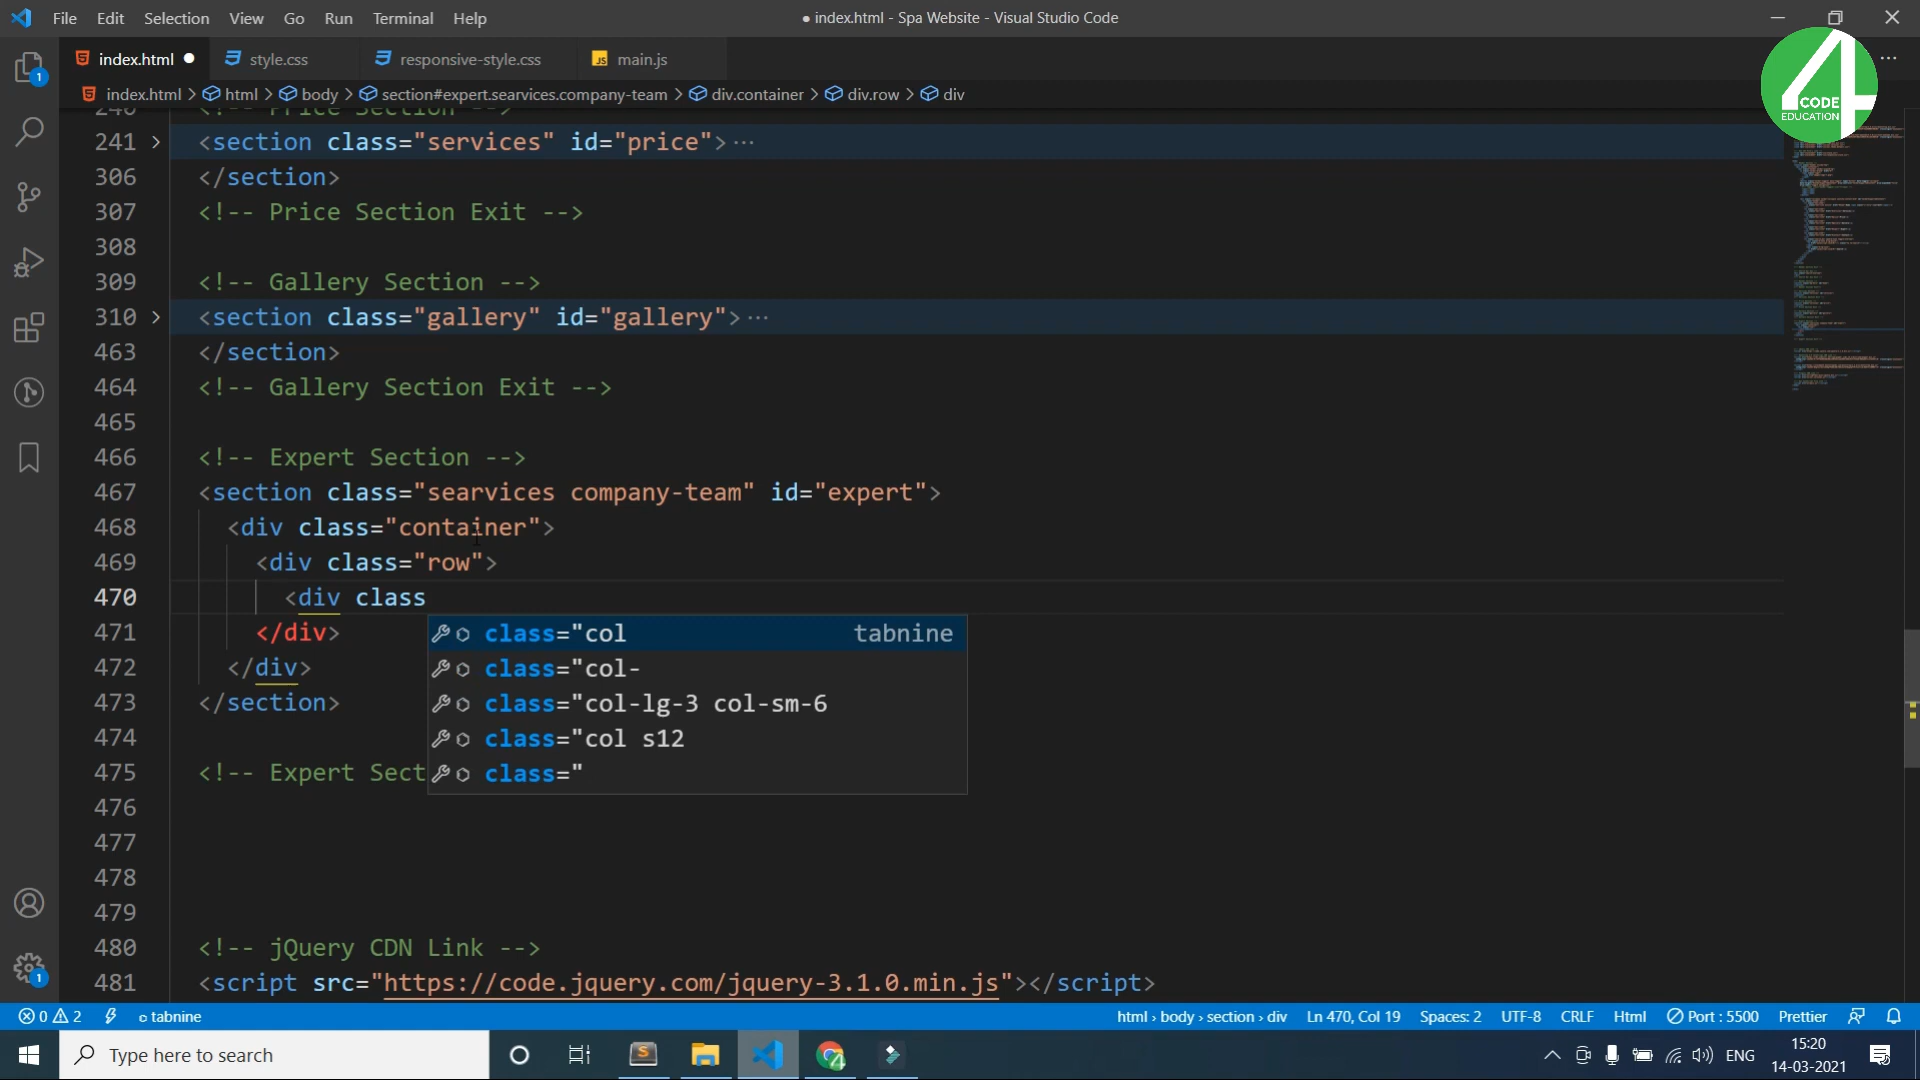 File Edit Selection View Go Run Terminal Help
index.html - Spa Website - Visual Studio Code
index.html style.css responsive-style.css main.js
index.html > html > body > section#expert.searvices.company-team > div.container > div.row > div
CODE
EDUCATION
240 <!-- Price Section -->
241 <section class="services" id="price">...
306 </section>
307 <!-- Price Section Exit -->
308
309 <!-- Gallery Section -->
310 <section class="gallery" id="gallery">...
463 </section>
464 <!-- Gallery Section Exit -->
465
466 <!-- Expert Section -->
467 <section class="searvices company-team" id="expert">
468 <div class="container">
469 <div class="row">
470 <div class
471 </div>
472 </div>
473 </section>
474
475 <!-- Expert Sect
476
477
478
479
480 <!-- jQuery CDN Link -->
481 <script src="https://code.jquery.com/jquery-3.1.0.min.js"></script>
class="col tabnine
class="col-
class="col-lg-3 col-sm-6
class="col s12
class="
1
1
0 2 tabnine
html > body > section > div Ln 470, Col 19 Spaces: 2 UTF-8 CRLF Html Port : 5500 Prettier
Type here to search
ENG
15:20
14-03-2021